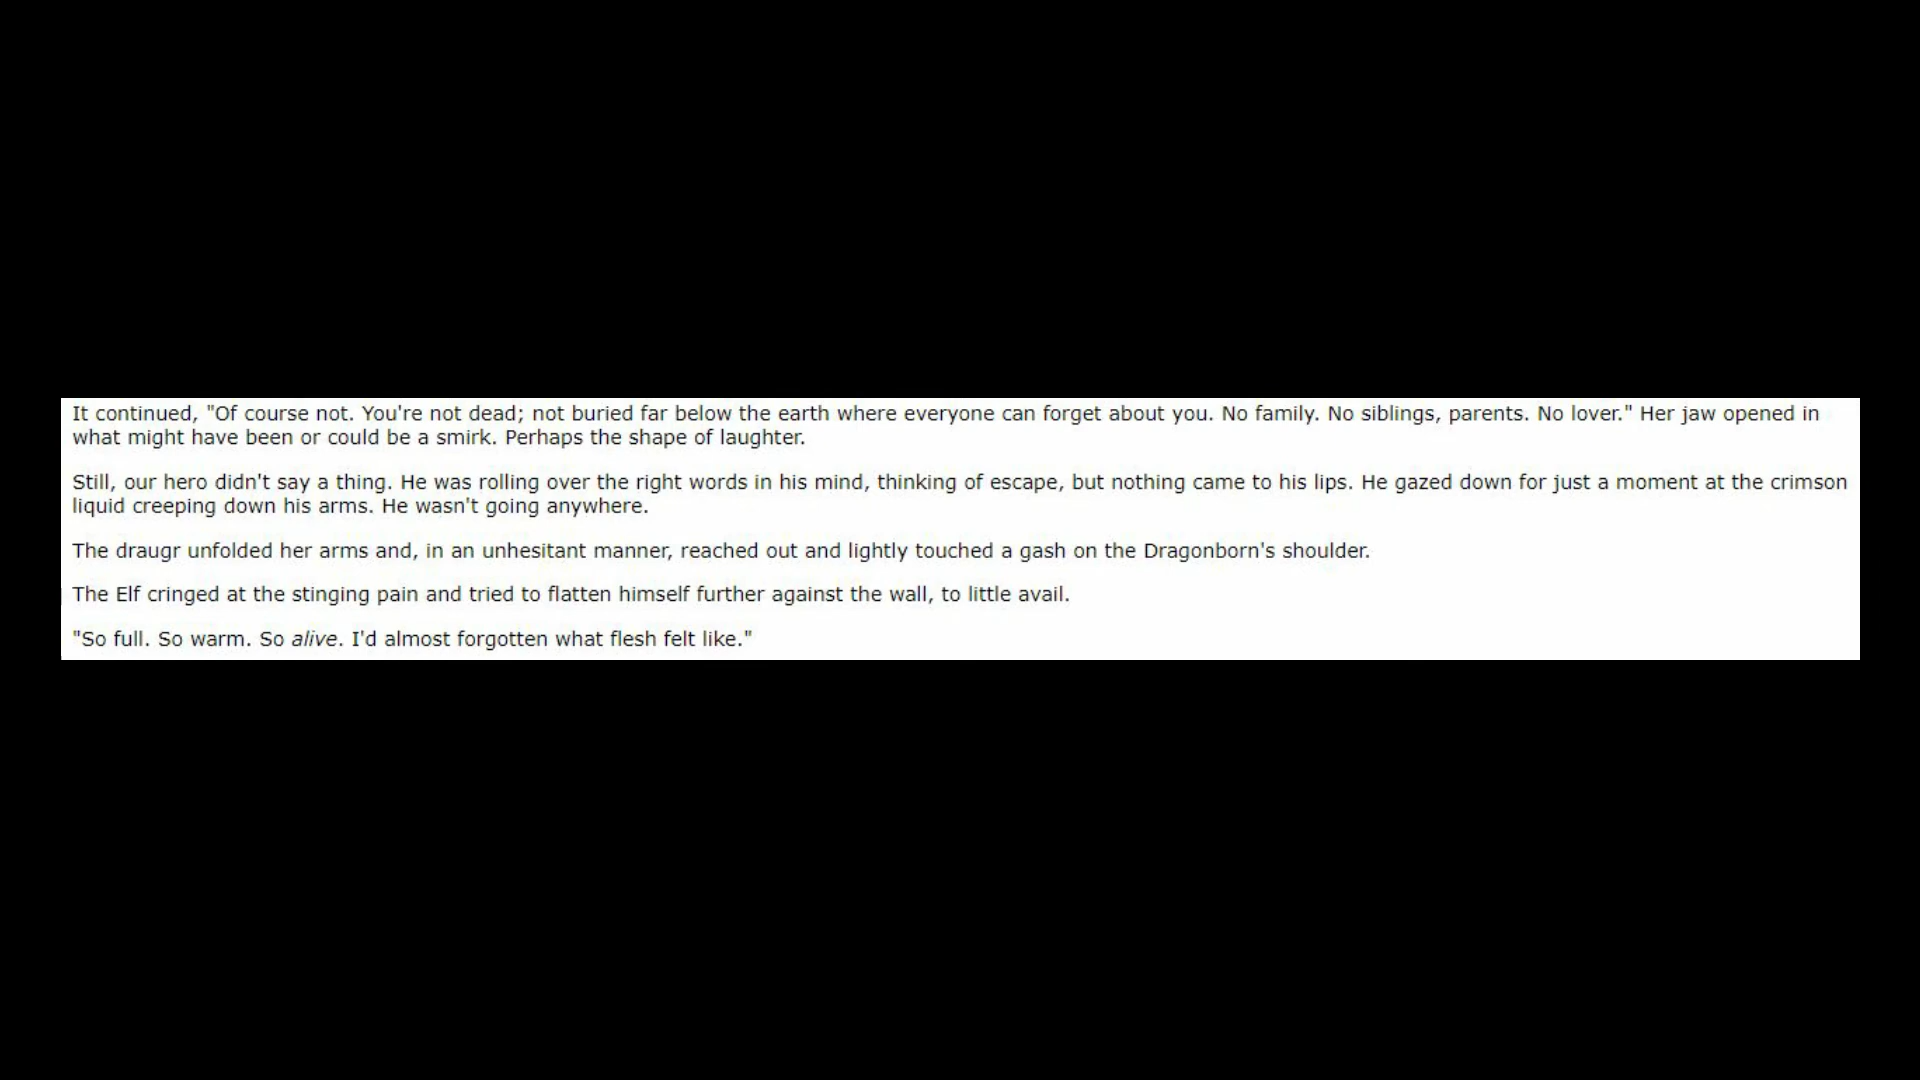 It continued, "Of course not. You're not dead; not buried far below the earth where everyone can forget about you. No family. No siblings, parents. No lover." Her jaw opened in
what might have been or could be a smirk. Perhaps the shape of laughter.
Still, our hero didn't say a thing. He was rolling over the right words in his mind, thinking of escape, but nothing came to his lips. He gazed down for just a moment at the crimson
liquid creeping down his arms. He wasn't going anywhere.
The draugr unfolded her arms and, in an unhesitant manner, reached out and lightly touched a gash on the Dragonborn's shoulder.
The Elf cringed at the stinging pain and tried to flatten himself further against the wall, to little avail.
"So full. So warm. So alive. I'd almost forgotten what flesh felt like."